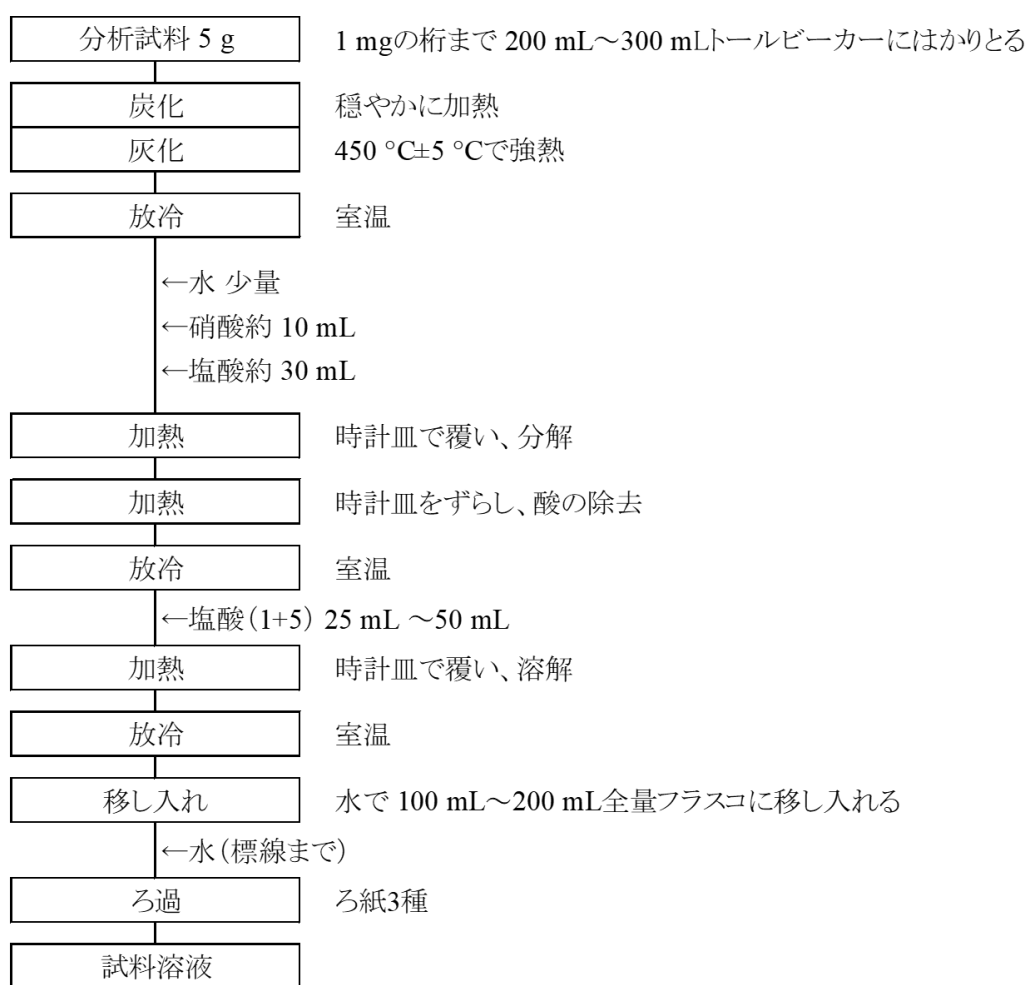 分析試料 5 g 1 mgの桁まで 200 mL～300 mLトールビーカーにはかりとる
炭化 穏やかに加熱
灰化 450 °C±5 °Cで強熱
放冷 室温
←水 少量
←硝酸約 10 mL
←塩酸約 30 mL
加熱 時計皿で覆い、分解
加熱 時計皿をずらし、酸の除去
放冷 室温
←塩酸（1+5） 25 mL ～50 mL
加熱 時計皿で覆い、溶解
放冷 室温
移し入れ 水で 100 mL～200 mL全量フラスコに移し入れる
←水（標線まで）
ろ過 ろ紙3種
試料溶液